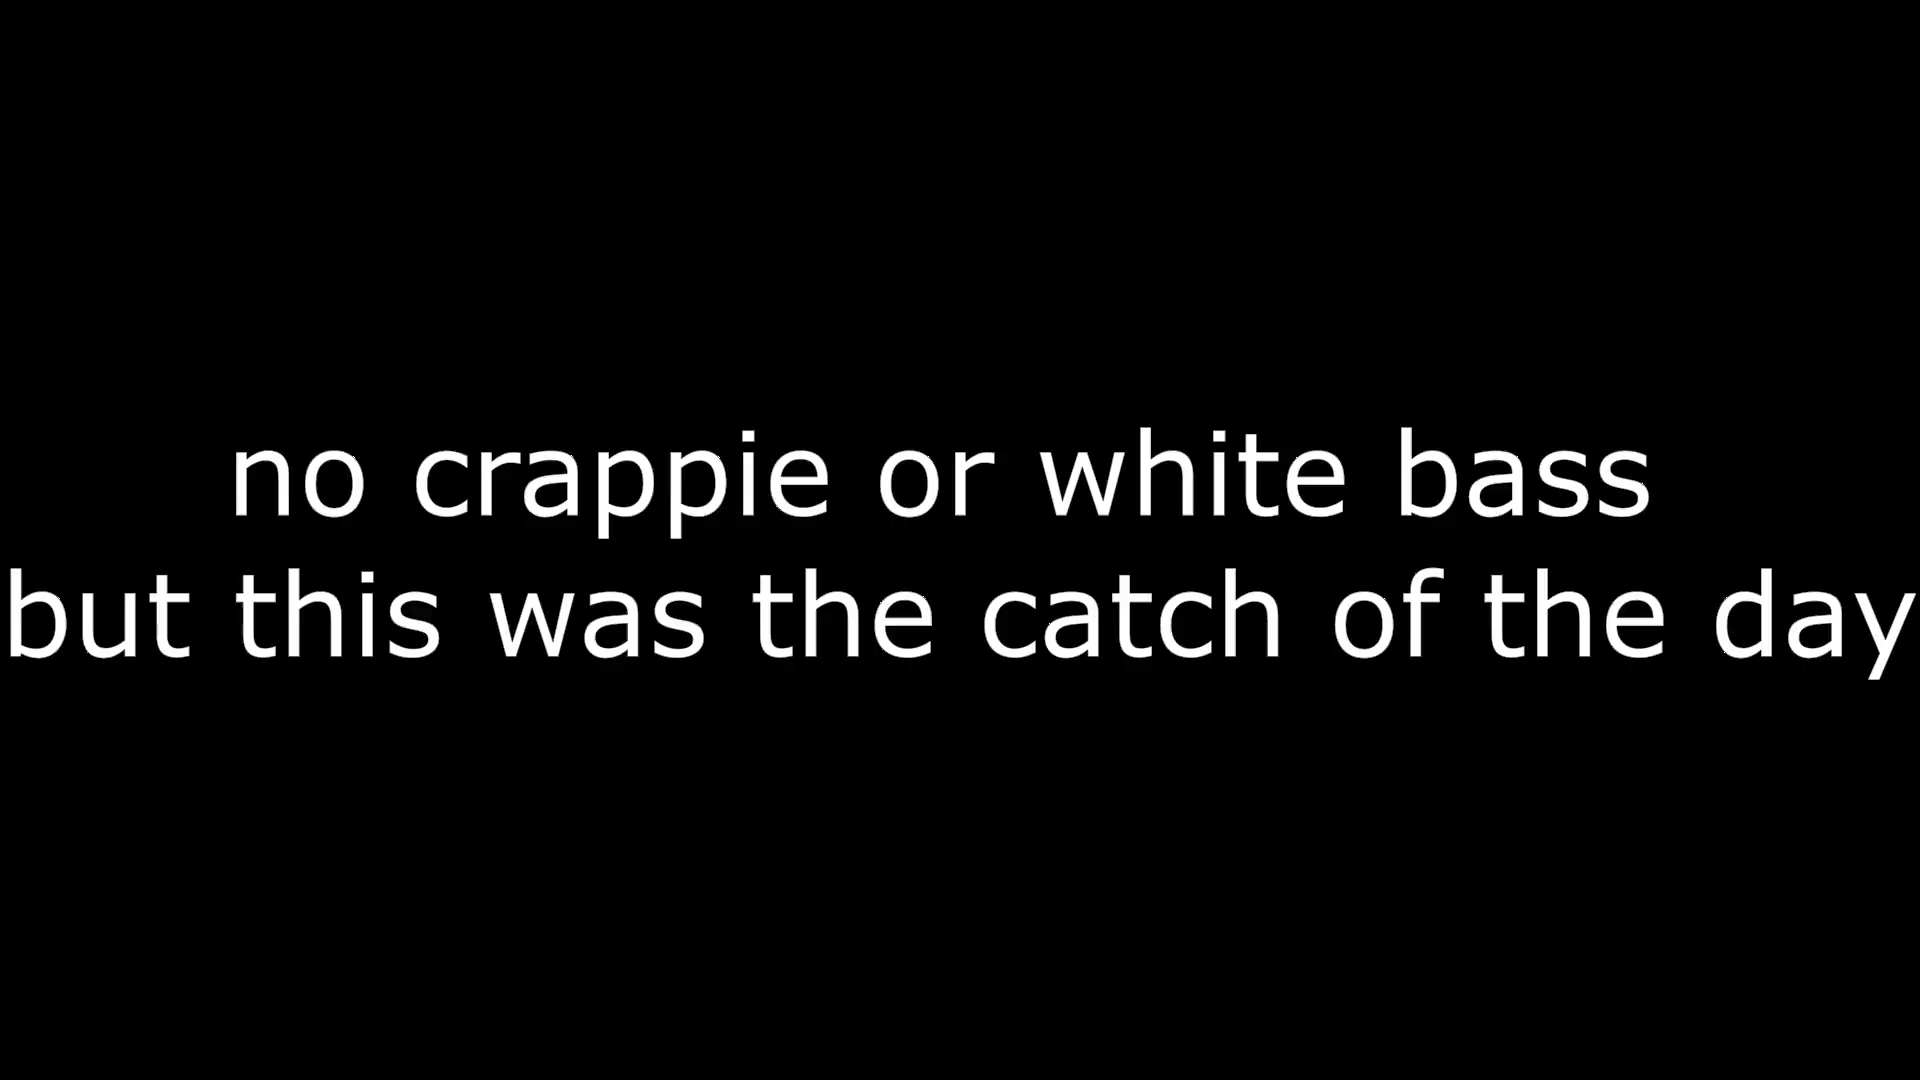 no crappie or white bass
but this was the catch of the day